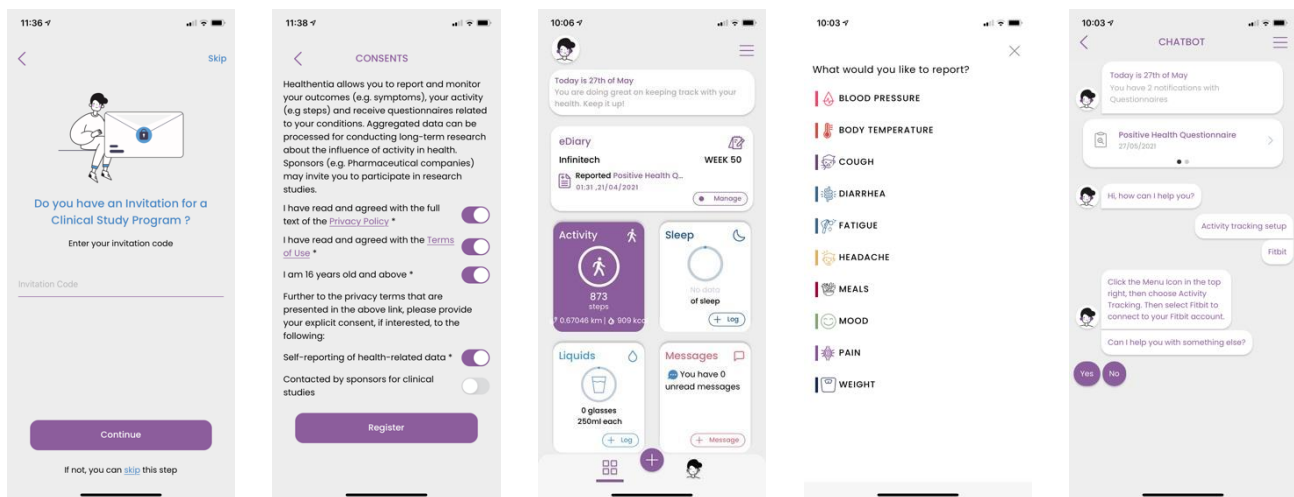 11:36
Skip
Do you have an Invitation for a
Clinical Study Program ?
Enter your invitation code
Invitation Code
Continue
If not, you can skip this step
11:38
CONSENTS
Healthentia allows you to report and monitor
your outcomes (e.g. symptoms), your activity
(e.g steps) and receive questionnaires related
to your conditions. Aggregated data can be
processed for conducting long-term research
about the influence of activity in health.
Sponsors (e.g. Pharmaceutical companies)
may invite you to participate in research
studies.
I have read and agreed with the full
text of the Privacy Policy *
I have read and agreed with the Terms
of Use *
I am 16 years old and above *
Further to the privacy terms that are
presented in the above link, please provide
your explicit consent, if interested, to the
following:
Self-reporting of health-related data *
Contacted by sponsors for clinical
studies
Register
10:06
Today is 27th of May
You are doing great on keeping track with your
health. Keep it up!
eDiary
Infinitech WEEK 50
Reported Positive Health Q...
01:31 ,21/04/2021
Manage
Activity
873
steps
0.67046 km | 909 kc
Sleep
No data
of sleep
+ Log
Liquids
0 glasses
250ml each
+ Log
Messages
You have 0
unread messages
+ Message
10:03
What would you like to report?
BLOOD PRESSURE
BODY TEMPERATURE
COUGH
DIARRHEA
FATIGUE
HEADACHE
MEALS
MOOD
PAIN
WEIGHT
10:03
CHATBOT
Today is 27th of May
You have 2 notifications with
Questionnaires
Positive Health Questionnaire
27/05/2021
Hi, how can I help you?
Activity tracking setup
Fitbit
Click the Menu Icon in the top
right, then choose Activity
Tracking. Then select Fitbit to
connect to your Fitbit account.
Can I help you with something else?
Yes No